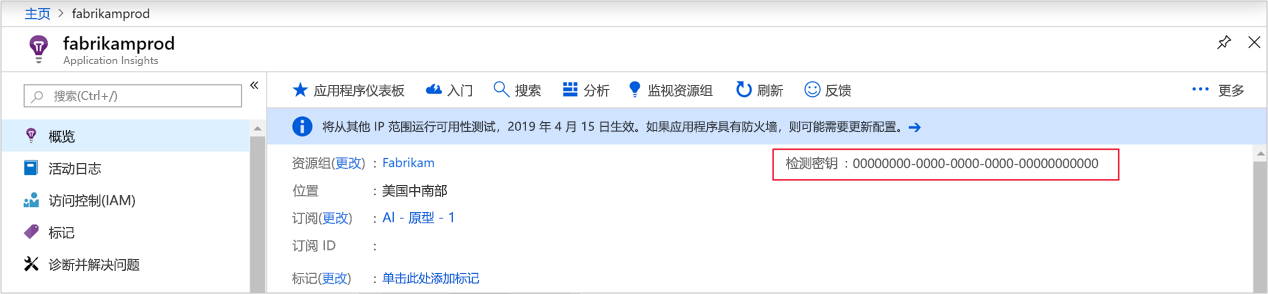 主页 > fabrikamprod
fabrikamprod
Application Insights
搜索(Ctrl+/)
概览
活动日志
访问控制(IAM)
标记
诊断并解决问题
应用程序仪表板 入门 搜索 分析 监视资源组 刷新 反馈 ··· 更多
将从其他 IP 范围运行可用性测试，2019 年 4 月 15 日生效。如果应用程序具有防火墙，则可能需要更新配置。→
资源组(更改) : Fabrikam
位置 : 美国中南部
订阅(更改) : AI - 原型 - 1
订阅 ID :
标记(更改) : 单击此处添加标记
检测密钥 : 00000000-0000-0000-0000-00000000000